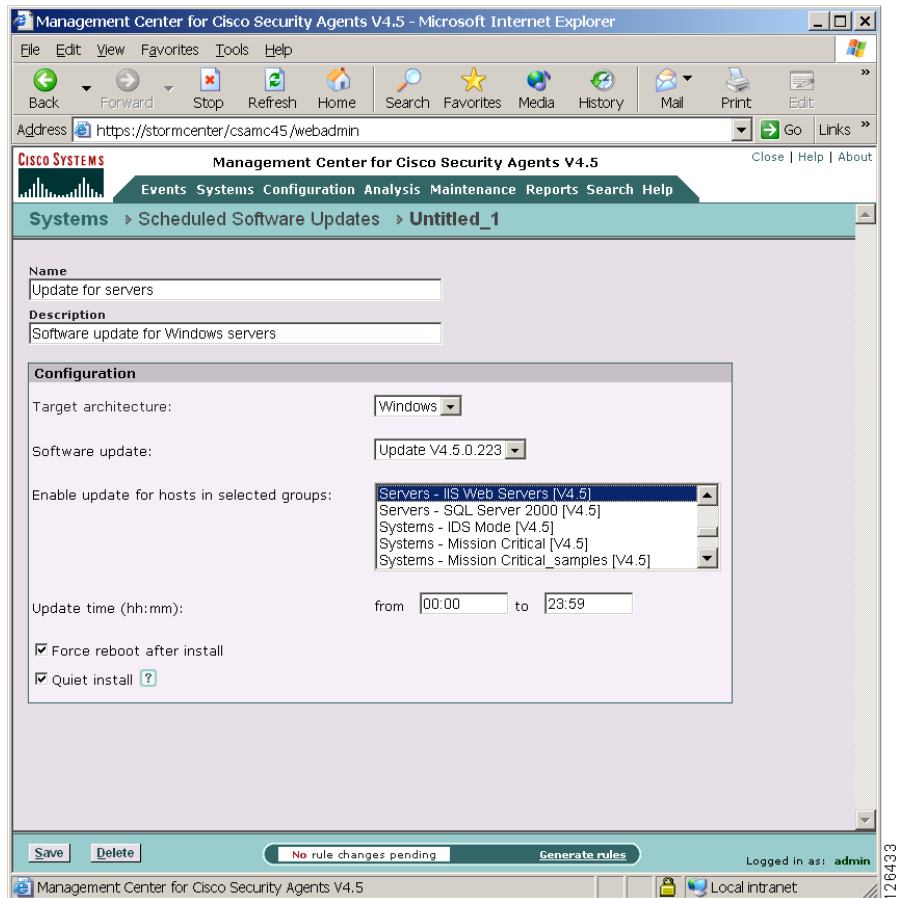 Management Center for Cisco Security Agents V4.5 - Microsoft Internet Explorer
File Edit View Favorites Tools Help
Back Forward Stop Refresh Home Search Favorites Media History Mail Print Edit »
Address https://stormcenter/csamc45/webadmin Go Links »
CISCO SYSTEMS
Management Center for Cisco Security Agents V4.5
Close | Help | About
Events Systems Configuration Analysis Maintenance Reports Search Help
Systems > Scheduled Software Updates > Untitled_1
Name
Update for servers
Description
Software update for Windows servers
Configuration
Target architecture: Windows
Software update: Update V4.5.0.223
Enable update for hosts in selected groups: Servers - IIS Web Servers [V4.5]
Servers - SQL Server 2000 [V4.5]
Systems - IDS Mode [V4.5]
Systems - Mission Critical [V4.5]
Systems - Mission Critical_samples [V4.5]
Update time (hh:mm): from 00:00 to 23:59
Force reboot after install
Quiet install ?
Save Delete No rule changes pending Generate rules Logged in as: admin
Management Center for Cisco Security Agents V4.5 Local intranet
126433